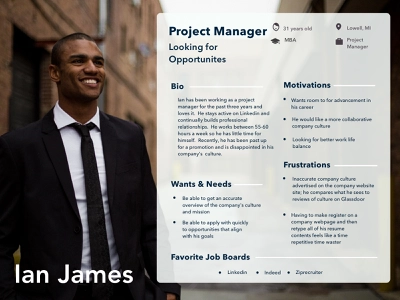 Project Manager
Looking for
Opportunites
31 years old
Lowell, MI
MBA
Project
Manager
Bio
Ian has been working as a project
manager for the past three years and
loves it. He stays active on Linkedin and
continually builds professional
relationships. He works between 55-60
hours a week so he has little time for
himself. Recently, he has been past up
for a promotion and is disappointed in his
company's culture.
Motivations
Wants room to for advancement in
his career
He would like a more collaborative
company culture
Looking for better work life
balance
Frustrations
Inaccurate company culture
advertised on the company website
site; he compares what he sees to
reviews of culture on Glassdoor
Having to make register on a
company webpage and then
retype all of his resume
contents feels like a time
repetitive time waster
Wants & Needs
Be able to get an accurate
overview of the company's culture
and mission
Be able to apply with quickly
to opportunities that align
with his goals
Favorite Job Boards
Linkedin
Indeed
Ziprecruiter
Ian James